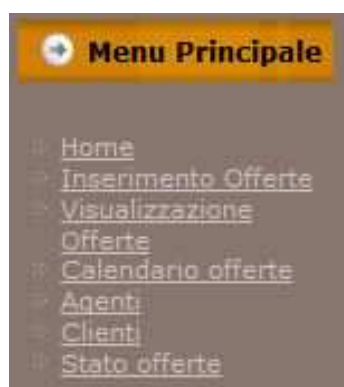 Menu Principale
Home
Inserimento Offerte
Visualizzazione
Offerte
Calendario offerte
Agenti
Clienti
Stato offerte